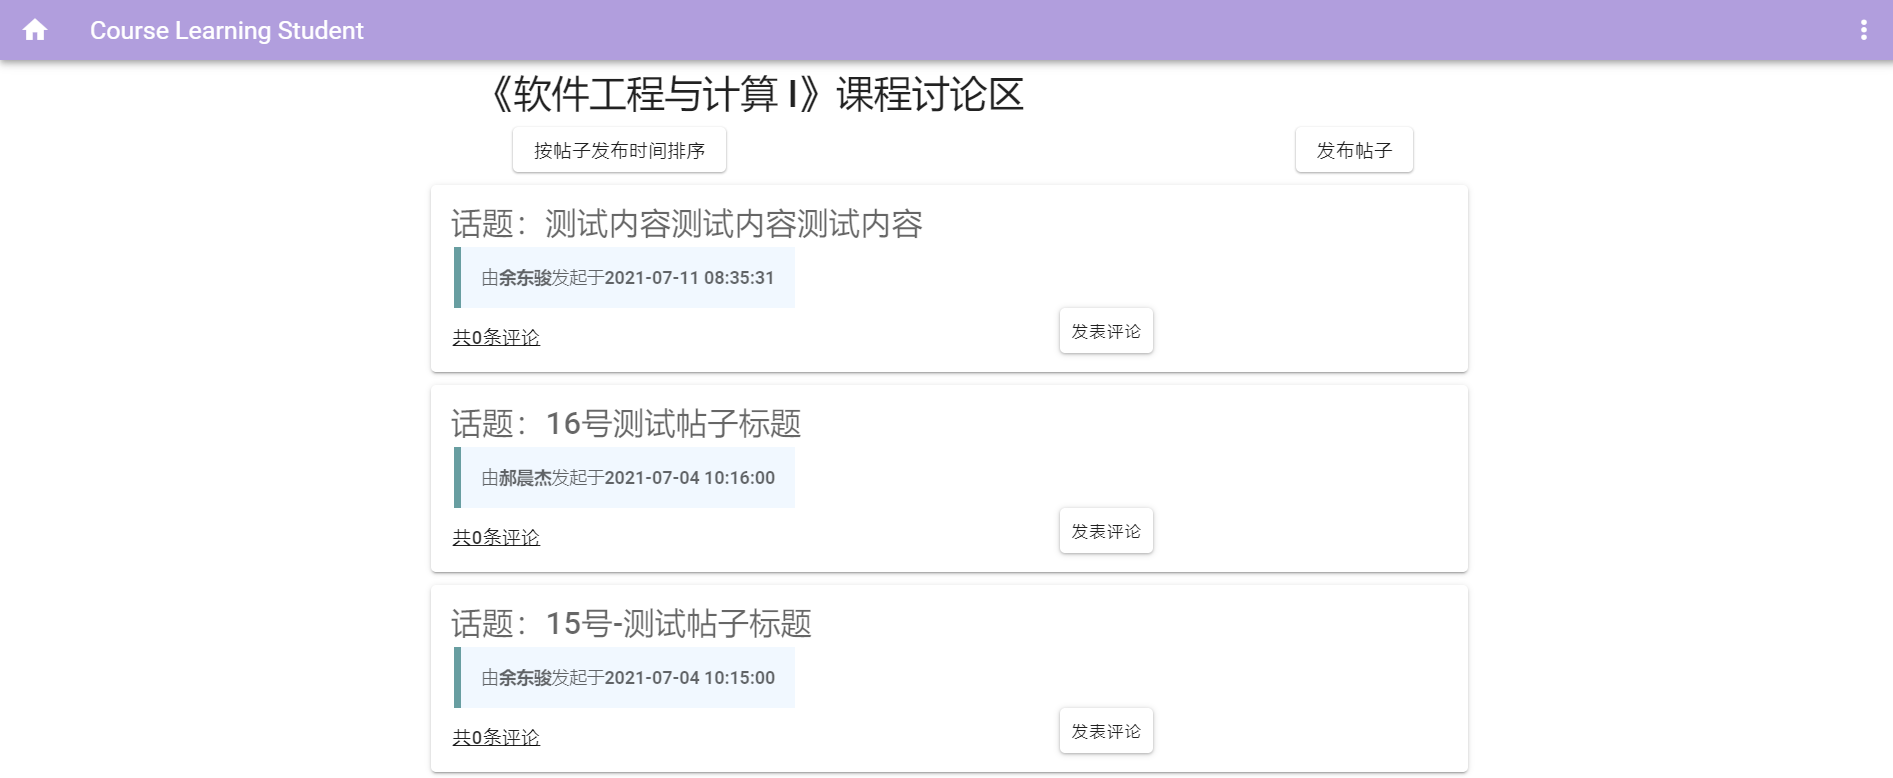 Course Learning Student
《软件工程与计算 I》课程讨论区
按帖子发布时间排序
发布帖子
话题：测试内容测试内容测试内容
由余东骏发起于2021-07-11 08:35:31
共0条评论
发表评论
话题：16号测试帖子标题
由郝晨杰发起于2021-07-04 10:16:00
共0条评论
发表评论
话题：15号-测试帖子标题
由余东骏发起于2021-07-04 10:15:00
共0条评论
发表评论